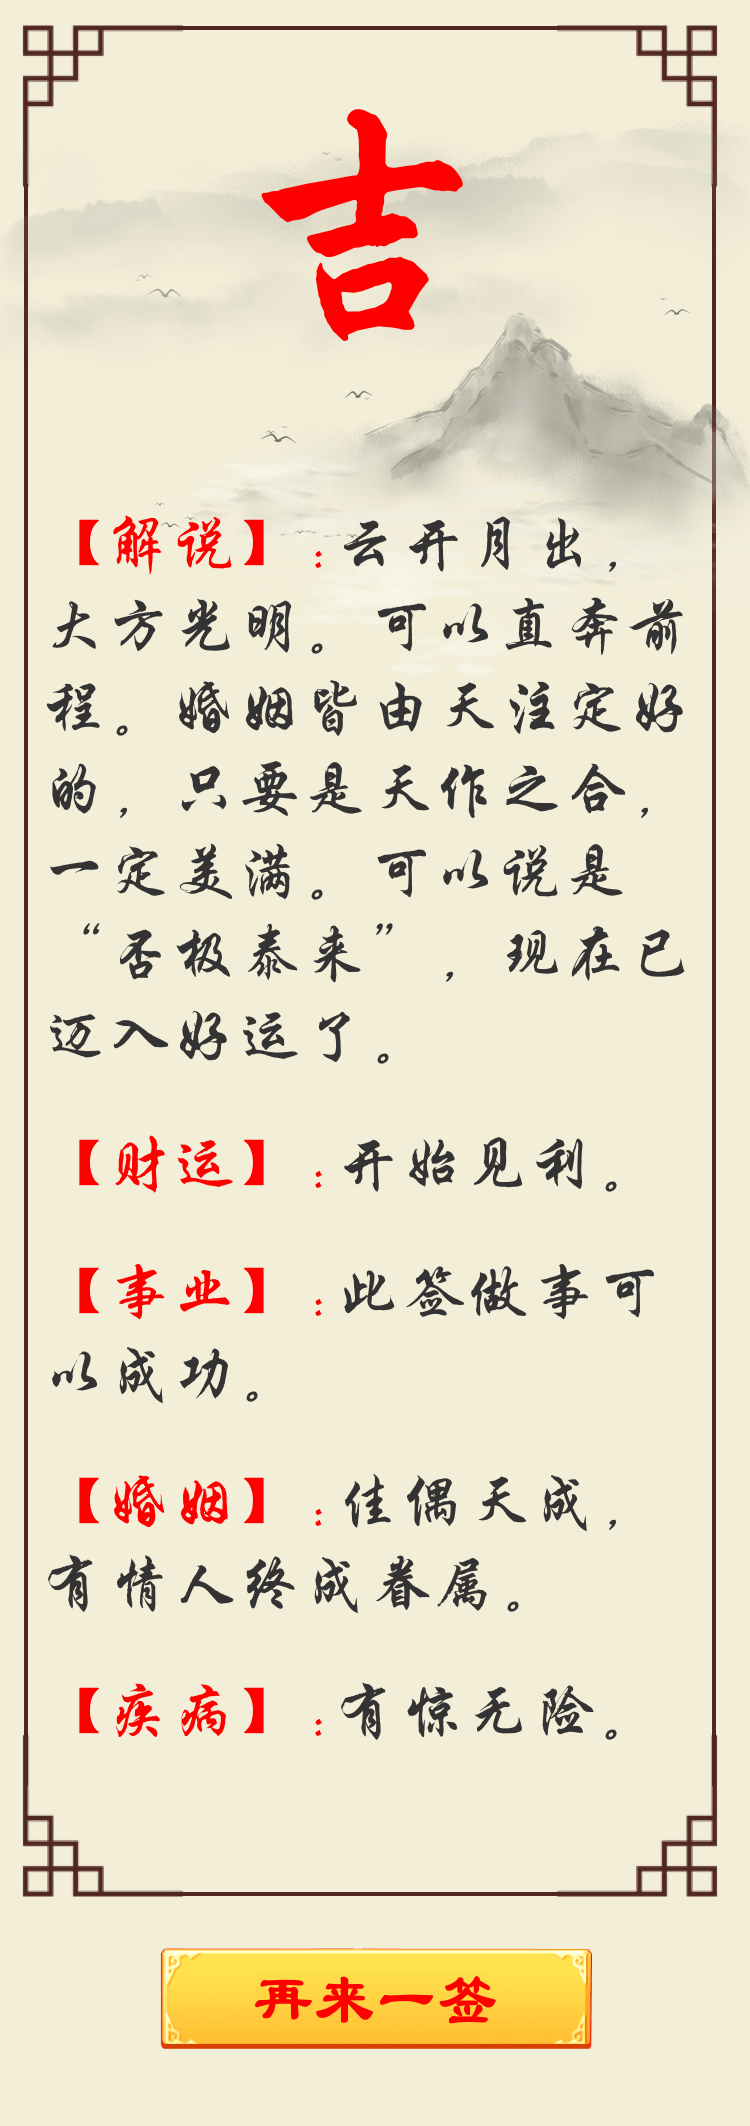 吉
【解说】:云开月出,
大方光明。可以直奔前
程。婚姻皆由天注定好
的,只要是天作之合,
一定美满。可以说是
“否极泰来”,现在已
迈入好运了。
【财运】:开始见利。
【事业】:此签做事可
以成功。
【婚姻】:佳偶天成,
有情人终成眷属。
【疾病】:有惊无险。
再来一签